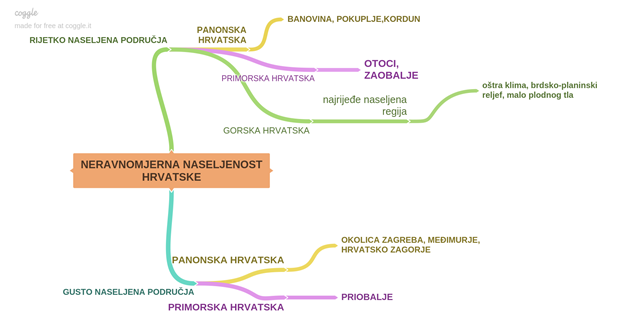 coggle
made for free at coggle.it
PANONSKA
HRVATSKA
BANOVINA, POKUPLJE,KORDUN
RIJETKO NASELJENA PODRUČJA
PRIMORSKA HRVATSKA
OTOCI,
ZAOBALJE
najrijeđe naseljena
regija
oštra klima, brdsko-planinski
reljef, malo plodnog tla
GORSKA HRVATSKA
NERAVNOMJERNA NASELJENOST
HRVATSKE
PANONSKA HRVATSKA
OKOLICA ZAGREBA, MEĐIMURJE,
HRVATSKO ZAGORJE
GUSTO NASELJENA PODRUČJA
PRIMORSKA HRVATSKA
PRIOBALJE